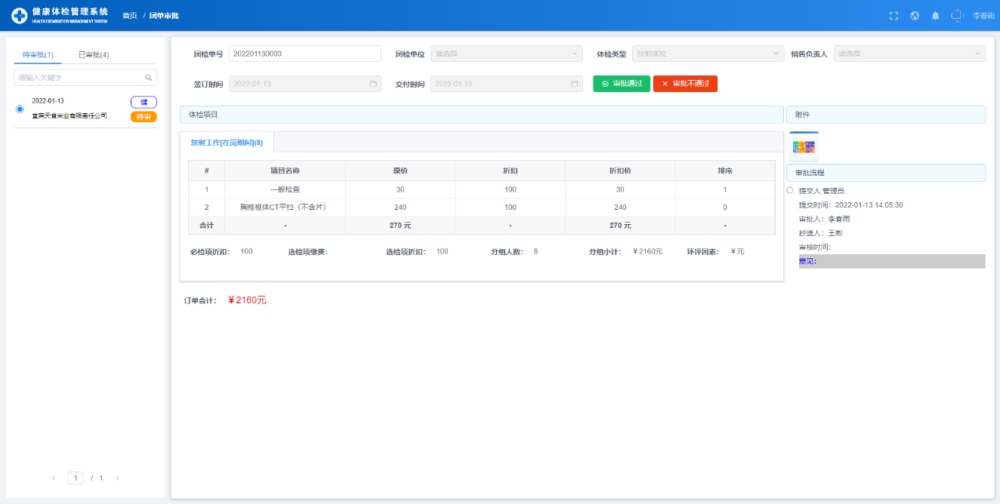 健康体检管理系统
HEALTH EXCMINATION MANAGEMENT SYSTEM
首页 / 团单审批
李春雨
待审批(1) 已审批(4)
请输入关键字
2022-01-13 健
宜宾天食米业有限责任公司 待审
1 / 1
团检单号 202201130003 团检单位 请选择 体检类型 放射体检 销售负责人 请选择
签订时间 2022-01-13 交付时间 2022-01-13 审批通过 审批不通过
体检项目
放射工作[在岗期间](8)
# 项目名称 原价 折扣 折扣价 排序
1 一般检查 30 100 30 1
2 胸椎椎体CT平扫（不含片） 240 100 240 0
合计 - 270 元 - 270 元 -
必检项折扣： 100 选检项缴费： 选检项折扣： 100 分组人数： 8 分组小计： ￥2160元 环评因素： ￥元
订单合计： ￥2160元
附件
审批流程
提交人:管理员
提交时间：2022-01-13 14:05:30
审批人：李春雨
抄送人：王彬
审核时间：
意见：